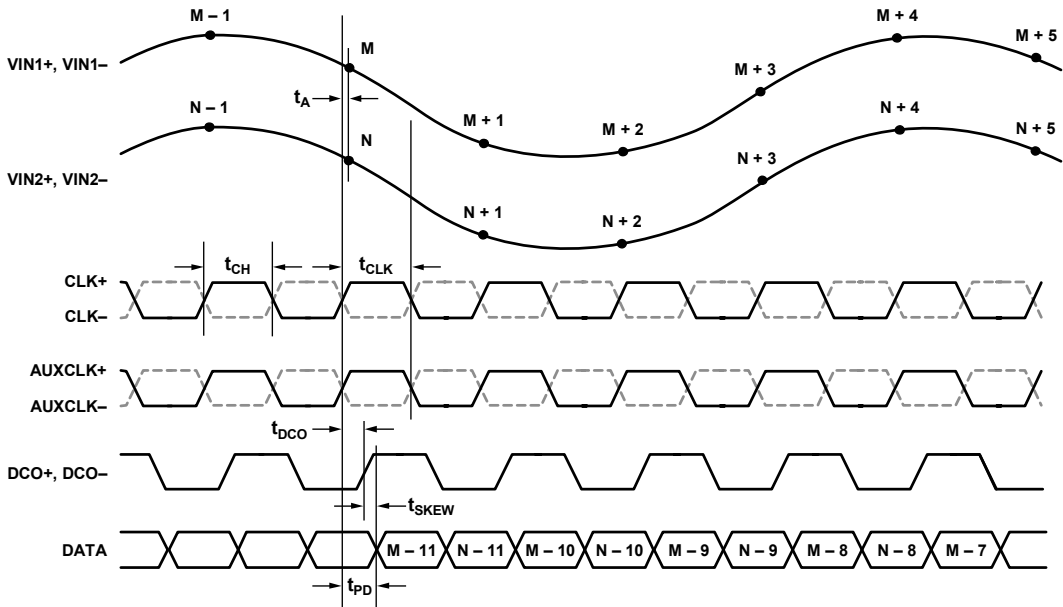 M – 1
M
M + 4
M + 5
VIN1+, VIN1–
M + 3
tA
N – 1
M + 1
M + 2
N + 4
N
N + 5
VIN2+, VIN2–
N + 3
N + 1
N + 2
tCH
tCLK
CLK+
CLK–
AUXCLK+
AUXCLK–
tDCO
DCO+, DCO–
tSKEW
DATA
M – 11 N – 11 M – 10 N – 10 M – 9 N – 9 M – 8 N – 8 M – 7
tPD